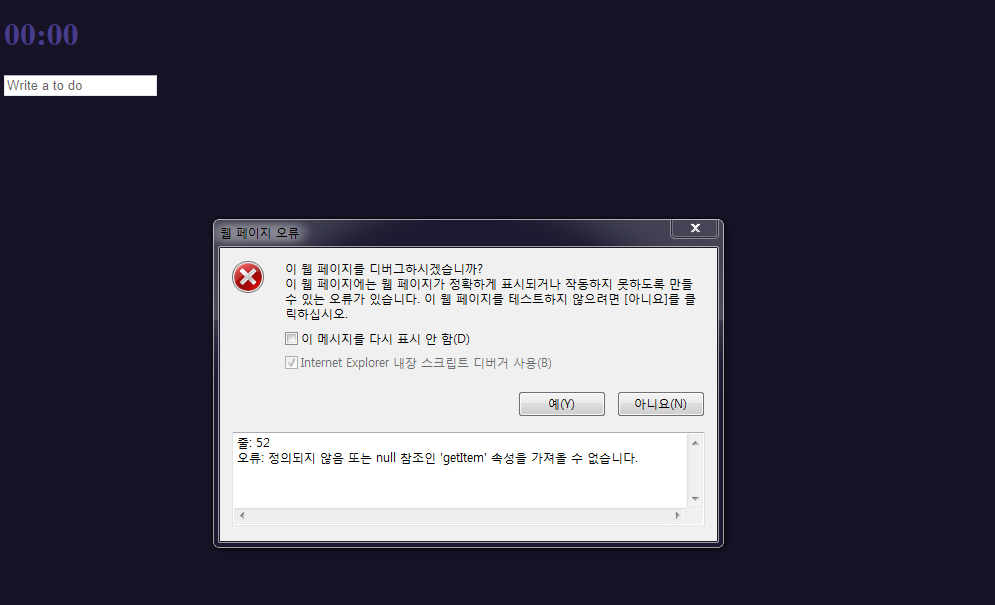 00:00
Write a to do
웹 페이지 오류
이 웹 페이지를 디버그하시겠습니까?
이 웹 페이지에는 웹 페이지가 정확하게 표시되거나 작동하지 못하도록 만들
수 있는 오류가 있습니다. 이 웹 페이지를 테스트하지 않으려면 [아니요]를 클
릭하십시오.
이 메시지를 다시 표시 안 함(D)
Internet Explorer 내장 스크립트 디버거 사용(B)
예(Y) 아니요(N)
줄: 52
오류: 정의되지 않음 또는 null 참조인 'getItem' 속성을 가져올 수 없습니다.